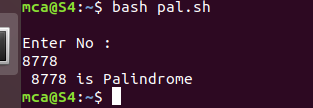 mca@S4:~$ bash pal.sh
Enter No :
8778
 8778 is Palindrome
mca@S4:~$